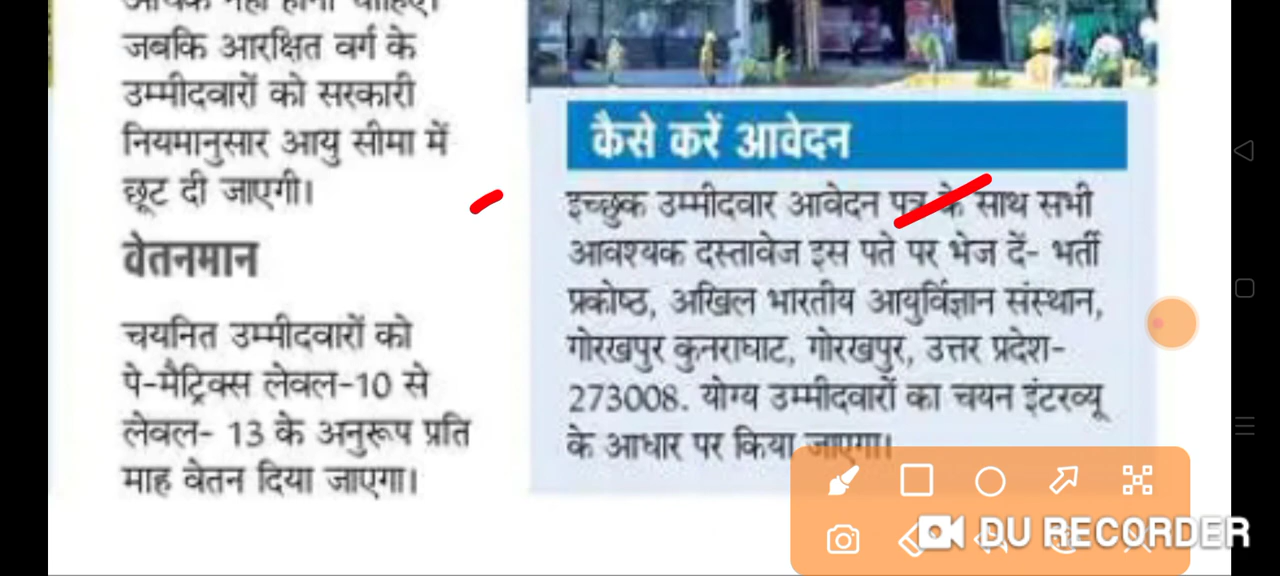 अधिक नहीं होनी चाहिए।
जबकि आरक्षित वर्ग के
उम्मीदवारों को सरकारी
नियमानुसार आयु सीमा में
छूट दी जाएगी।
वेतनमान
चयनित उम्मीदवारों को
पे-मैट्रिक्स लेवल-10 से
लेवल- 13 के अनुरूप प्रति
माह वेतन दिया जाएगा।
कैसे करें आवेदन
इच्छुक उम्मीदवार आवेदन पत्र के साथ सभी
आवश्यक दस्तावेज इस पते पर भेज दें- भर्ती
प्रकोष्ठ, अखिल भारतीय आयुर्विज्ञान संस्थान,
गोरखपुर कुनराघाट, गोरखपुर, उत्तर प्रदेश-
273008. योग्य उम्मीदवारों का चयन इंटरव्यू
के आधार पर किया जाएगा।
DU RECORDER